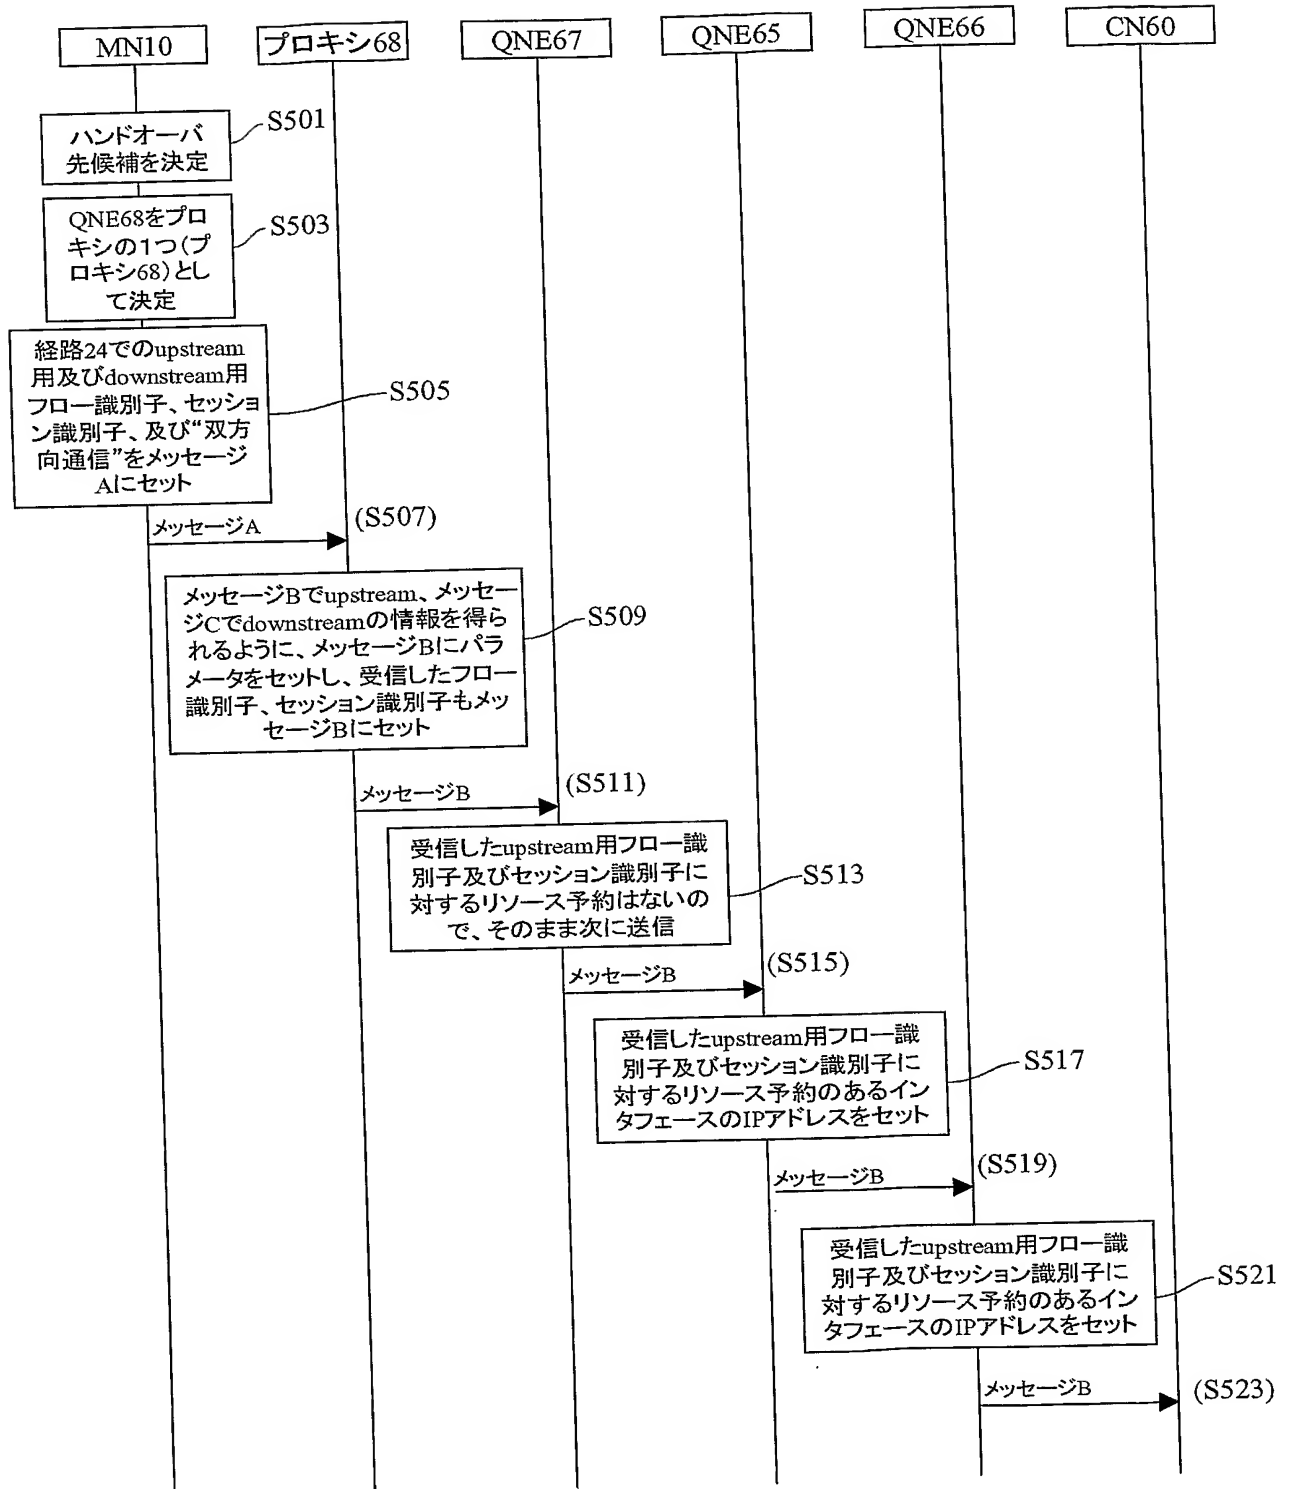 MN10
プロキシ68
QNE67
QNE65
QNE66
CN60
ハンドオーバ
先候補を決定
S501
QNE68をプロ
キシの1つ(プ
ロキシ68)とし
て決定
S503
経路24でのupstream
用及びdownstream用
フロー識別子、セッショ
ン識別子、及び“双方
向通信”をメッセージ
Aにセット
S505
メッセージA
(S507)
メッセージBでupstream、メッセー
ジCでdownstreamの情報を得ら
れるように、メッセージBにパラ
メータをセットし、受信したフロー
識別子、セッション識別子もメッ
セージBにセット
S509
メッセージB
(S511)
受信したupstream用フロー識
別子及びセッション識別子に
対するリソース予約はないの
で、そのまま次に送信
S513
メッセージB
(S515)
受信したupstream用フロー識
別子及びセッション識別子に
対するリソース予約のあるイン
タフェースのIPアドレスをセット
S517
メッセージB
(S519)
受信したupstream用フロー識
別子及びセッション識別子に
対するリソース予約のあるイン
タフェースのIPアドレスをセット
S521
メッセージB
(S523)